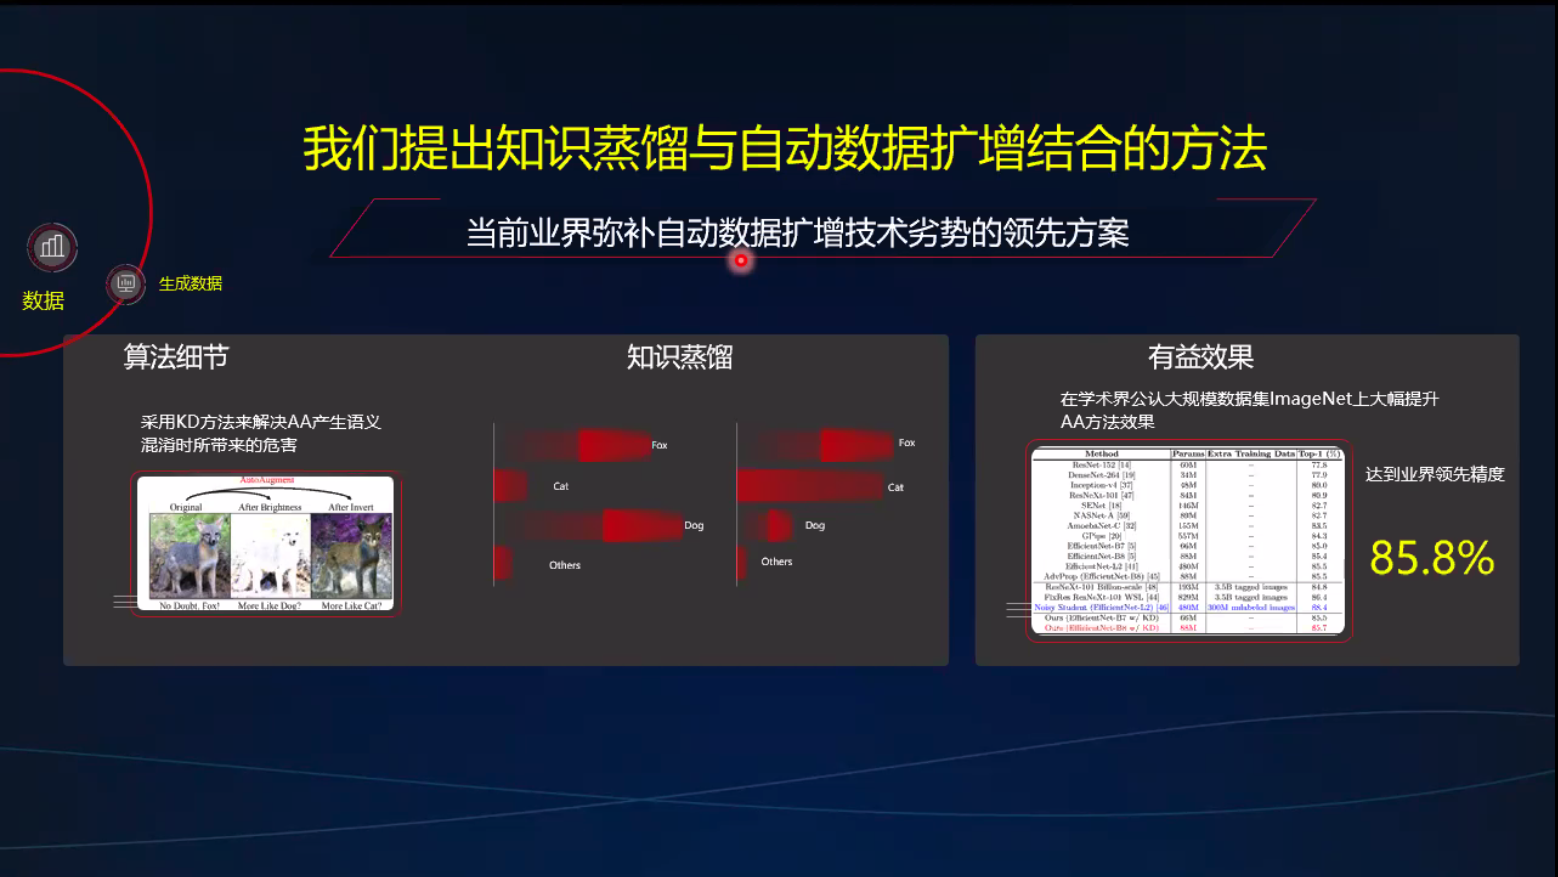 我们提出知识蒸馏与自动数据扩增结合的方法
当前业界弥补自动数据扩增技术劣势的领先方案
数据
生成数据
算法细节
采用KD方法来解决AA产生语义
混淆时所带来的危害
AutoAugment
Original After Brightness After Invert
No Doubt, Fox! More Like Dog? More Like Cat?
知识蒸馏
Fox
Cat
Dog
Others
Fox
Cat
Dog
Others
有益效果
在学术界公认大规模数据集ImageNet上大幅提升
AA方法效果
Method Params Extra Training Data Top-1 (%)
ResNet-152 [14] 60M -- 77.8
DenseNet-264 [19] 34M -- 77.9
Inception-v4 [37] 48M -- 80.0
ResNeXt-101 [47] 84M -- 80.9
SENet [18] 146M -- 82.7
NASNet-A [59] 89M -- 82.7
AmoebaNet-C [32] 155M -- 83.5
GPipe [20] 557M -- 84.3
EfficientNet-B7 [5] 66M -- 85.0
EfficientNet-B8 [5] 88M -- 85.4
EfficientNet-L2 [41] 480M -- 85.5
AdvProp (EfficientNet-B8) [45] 88M -- 85.5
ResNeXt-101 Billion-scale [48] 193M 3.5B tagged images 84.8
FixRes ResNeXt-101 WSL [44] 829M 3.5B tagged images 86.4
Noisy Student (EfficientNet-L2) [46] 480M 300M unlabeled images 88.4
Ours (EfficientNet-B7 w/ KD) 66M -- 85.5
Ours (EfficientNet-B8 w/ KD) 88M -- 85.7
达到业界领先精度
85.8%